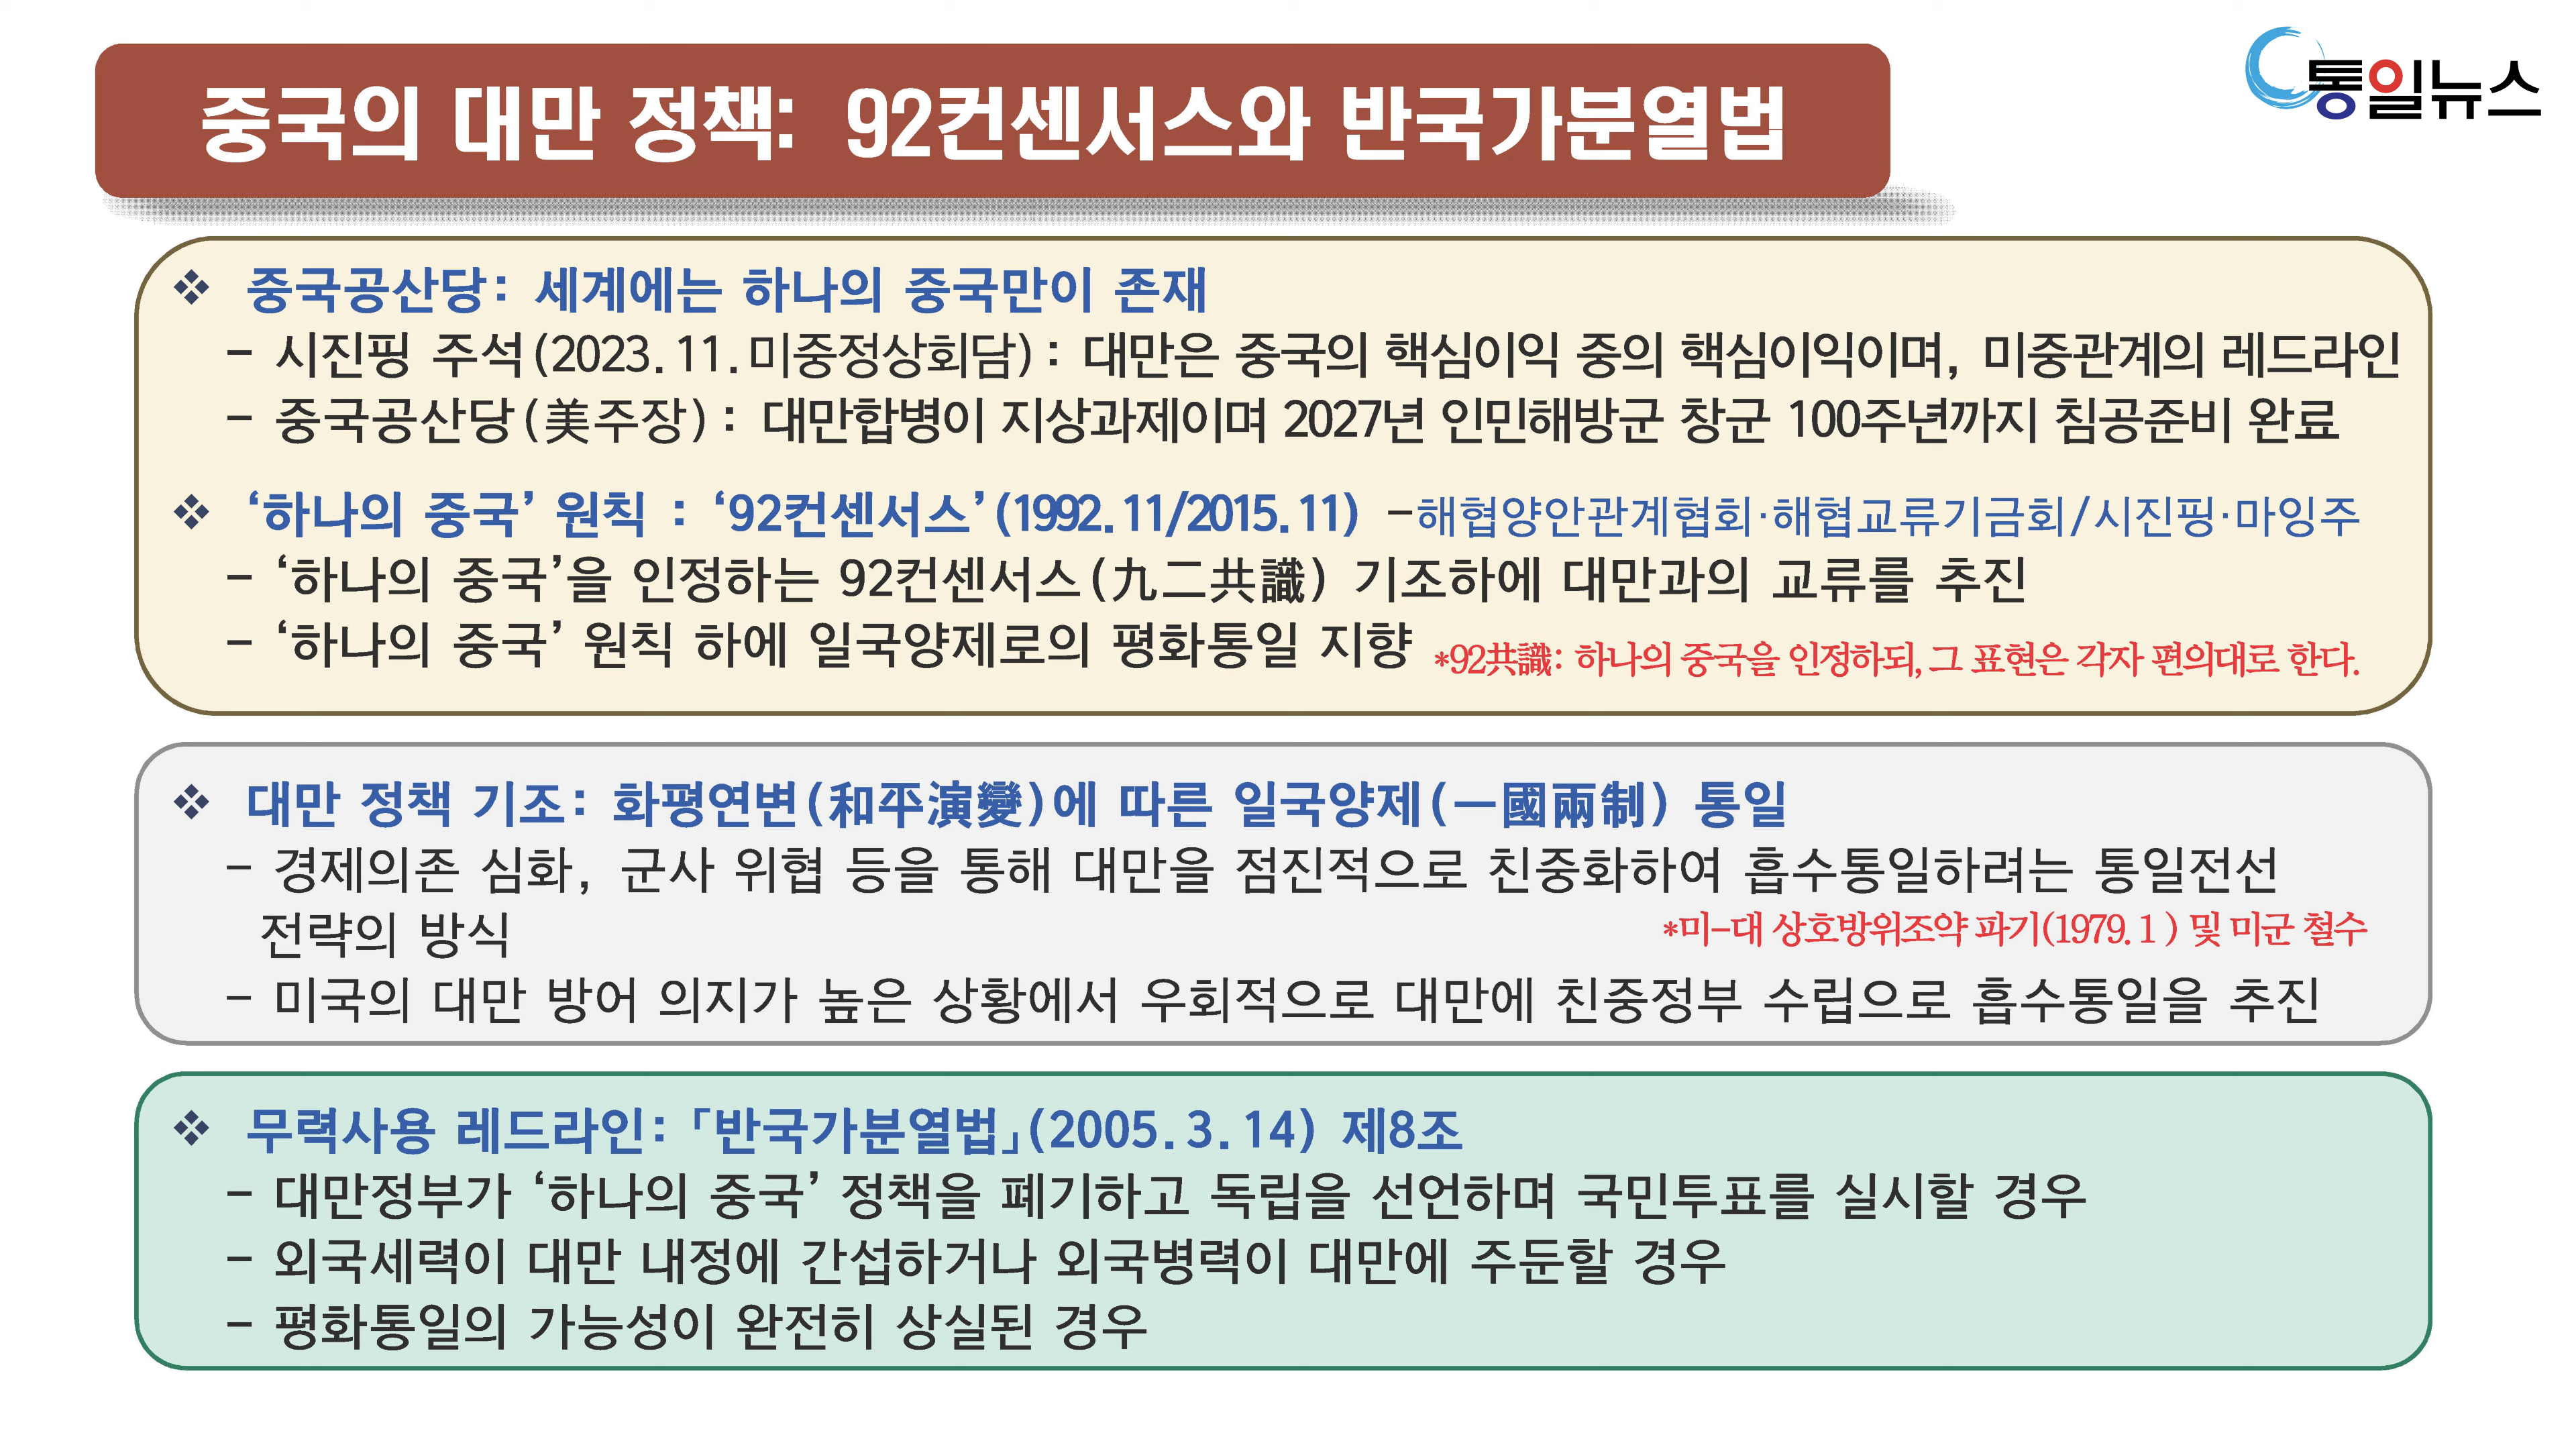 통일뉴스
중국의 대만 정책: 92컨센서스와 반국가분열법
❖ 중국공산당: 세계에는 하나의 중국만이 존재
- 시진핑 주석(2023.11.미중정상회담): 대만은 중국의 핵심이익 중의 핵심이익이며, 미중관계의 레드라인
- 중국공산당(美주장): 대만합병이 지상과제이며 2027년 인민해방군 창군 100주년까지 침공준비 완료
❖ ‘하나의 중국’ 원칙 : ‘92컨센서스’(1992.11/2015.11) -해협양안관계협회·해협교류기금회/시진핑·마잉주
- ‘하나의 중국’을 인정하는 92컨센서스(九二共識) 기조하에 대만과의 교류를 추진
- ‘하나의 중국’ 원칙 하에 일국양제로의 평화통일 지향 *92共識: 하나의 중국을 인정하되, 그 표현은 각자 편의대로 한다.
❖ 대만 정책 기조: 화평연변(和平演變)에 따른 일국양제(一國兩制) 통일
- 경제의존 심화, 군사 위협 등을 통해 대만을 점진적으로 친중화하여 흡수통일하려는 통일전선
전략의 방식 *미-대 상호방위조약 파기(1979.1 ) 및 미군 철수
- 미국의 대만 방어 의지가 높은 상황에서 우회적으로 대만에 친중정부 수립으로 흡수통일을 추진
❖ 무력사용 레드라인: 「반국가분열법」(2005.3.14) 제8조
- 대만정부가 ‘하나의 중국’ 정책을 폐기하고 독립을 선언하며 국민투표를 실시할 경우
- 외국세력이 대만 내정에 간섭하거나 외국병력이 대만에 주둔할 경우
- 평화통일의 가능성이 완전히 상실된 경우